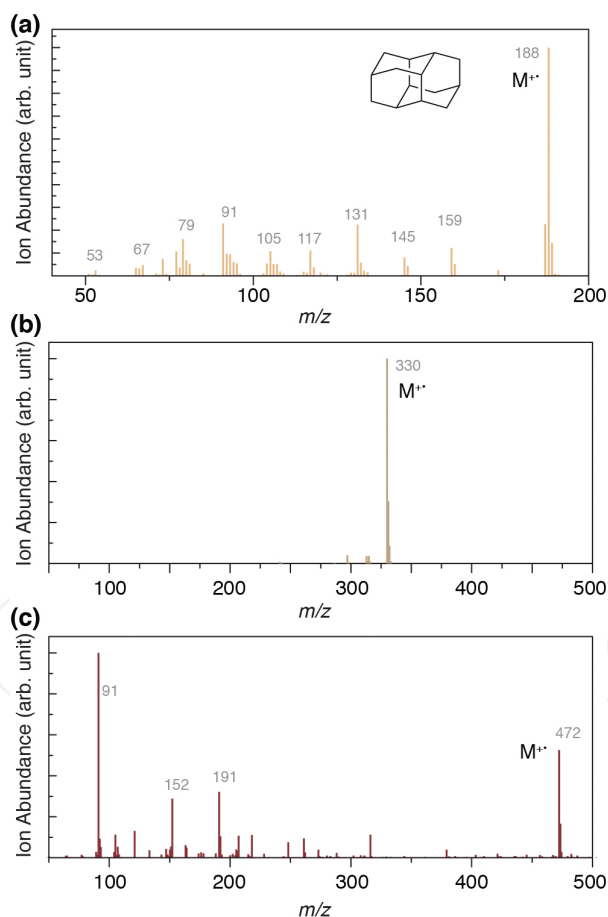 (a)
Ion Abundance (arb. unit)
188
M+•
53
67
79
91
105
117
131
145
159
50 100 150 200
m/z
(b)
Ion Abundance (arb. unit)
330
M+•
100 200 300 400 500
m/z
(c)
Ion Abundance (arb. unit)
91
152
191
472
M+•
100 200 300 400 500
m/z